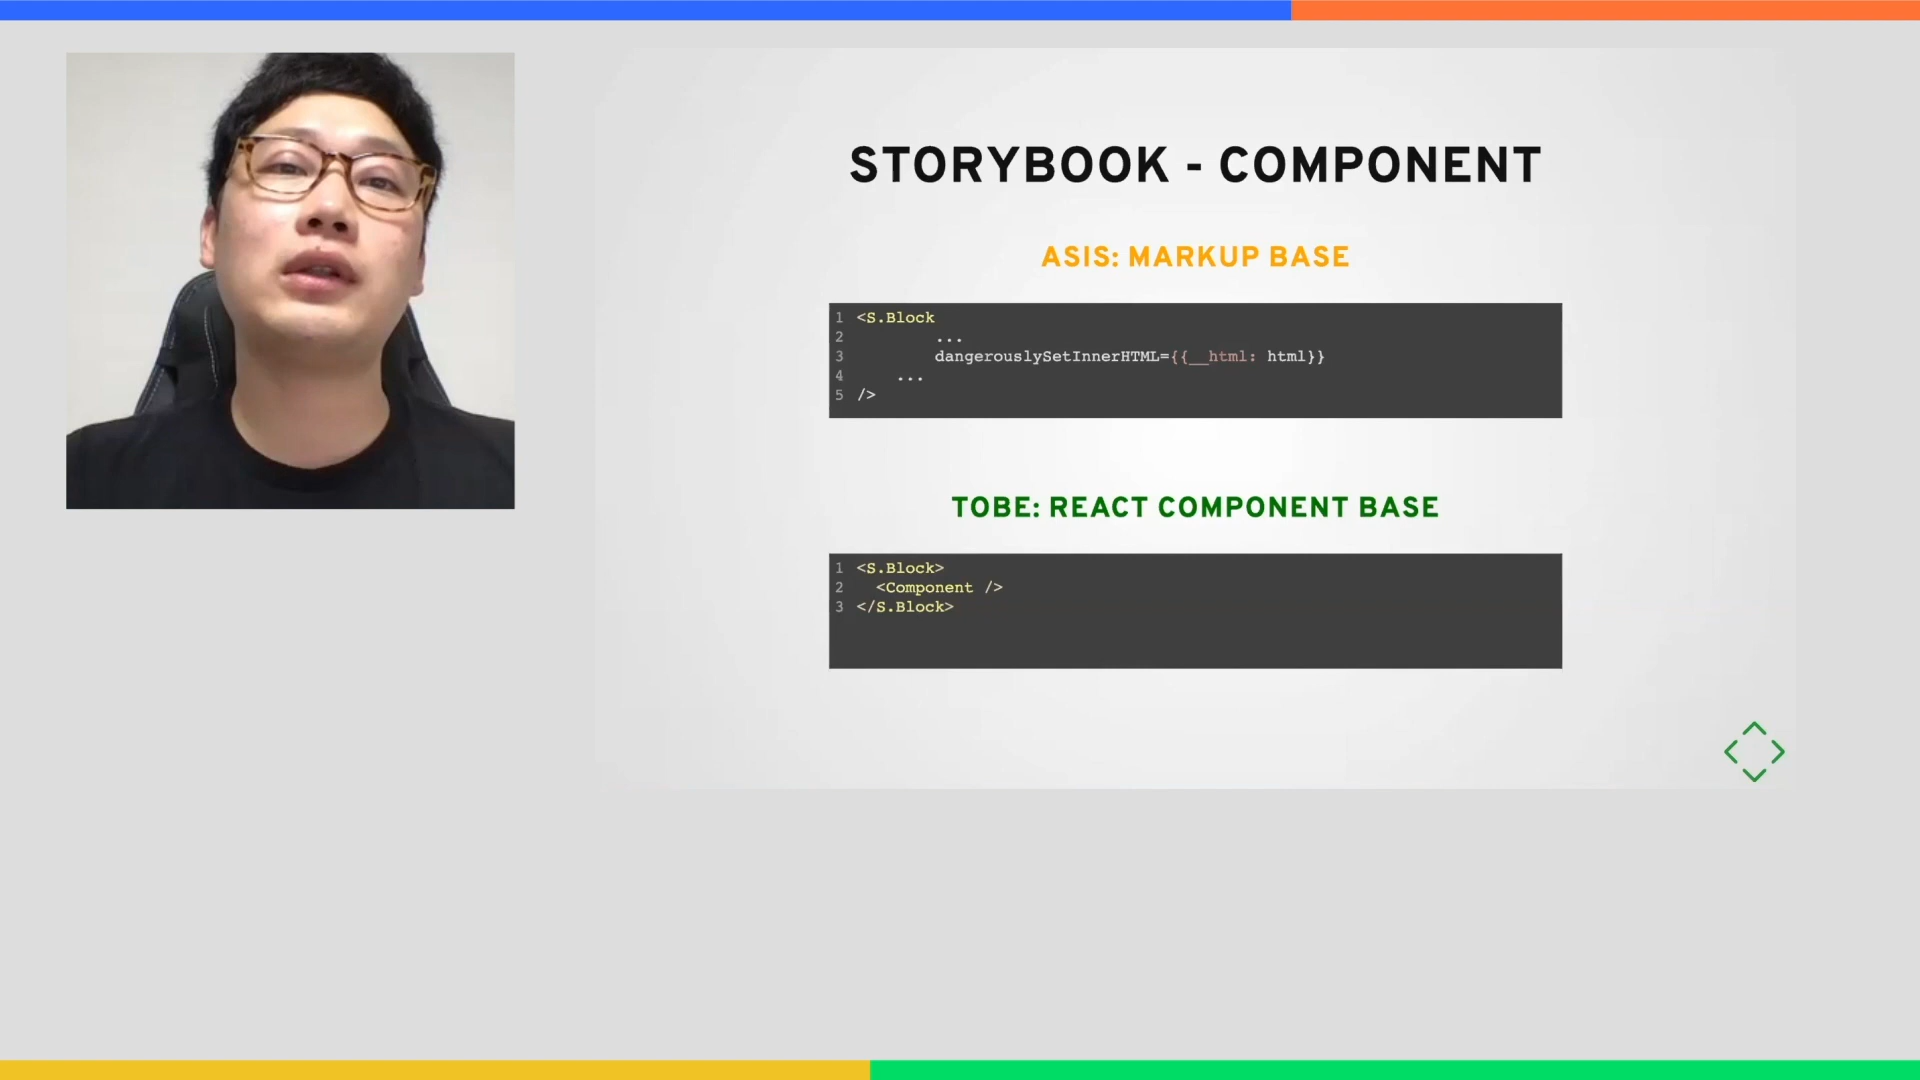 STORYBOOK - COMPONENT
ASIS: MARKUP BASE
1 <S.Block
2         ...
3         dangerouslySetInnerHTML={{__html: html}}
4     ...
5 />
TOBE: REACT COMPONENT BASE
1 <S.Block>
2   <Component />
3 </S.Block>